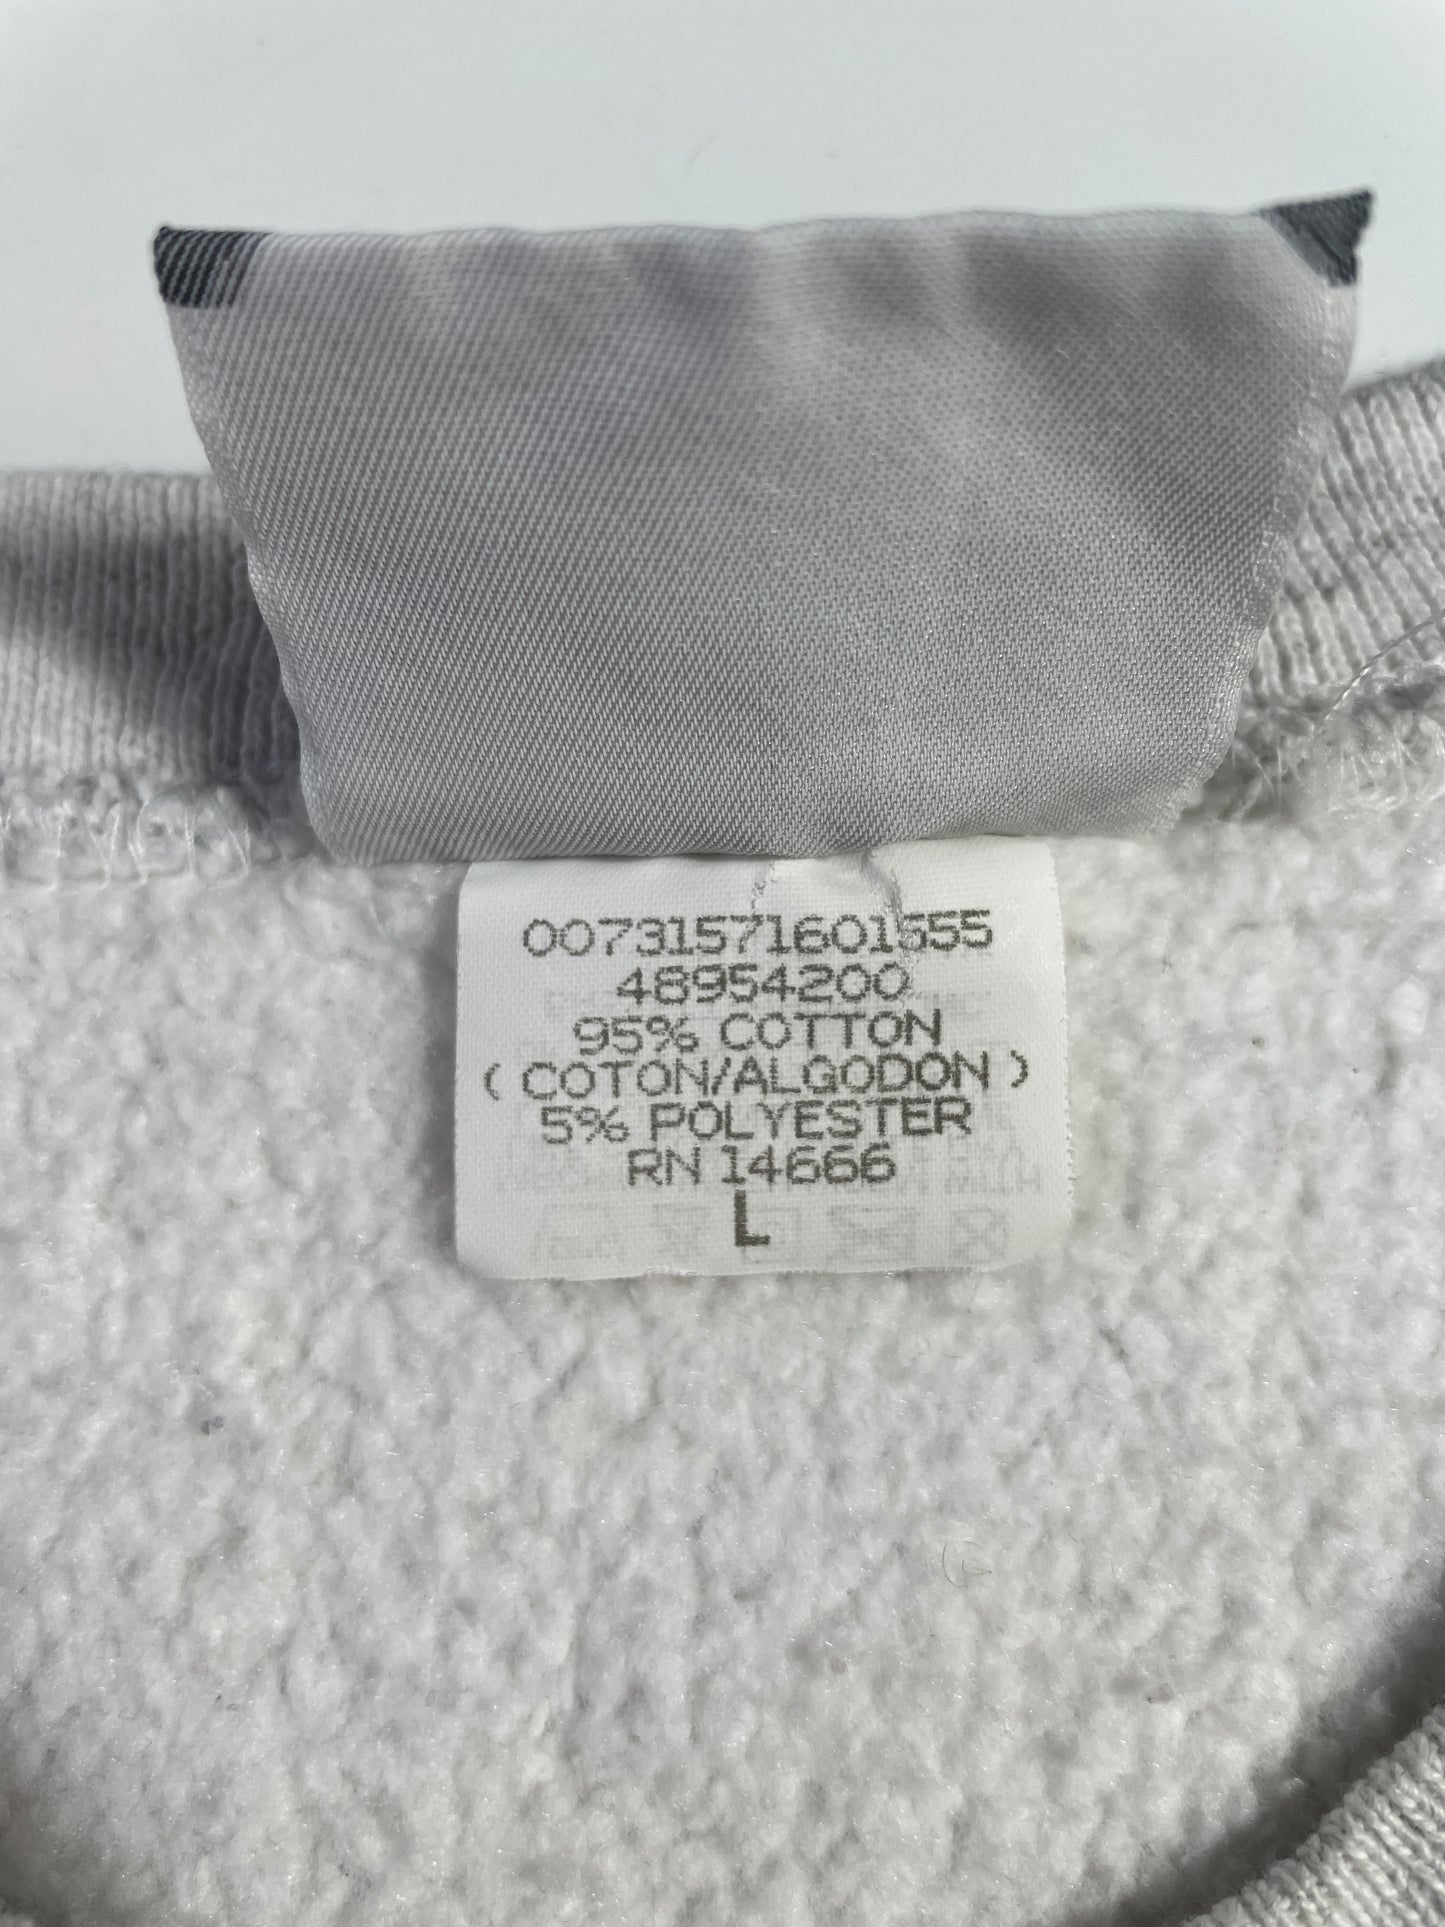 00731571601555
48954200
95% COTTON
( COTON/ALGODON )
5% POLYESTER
RN 14666
L